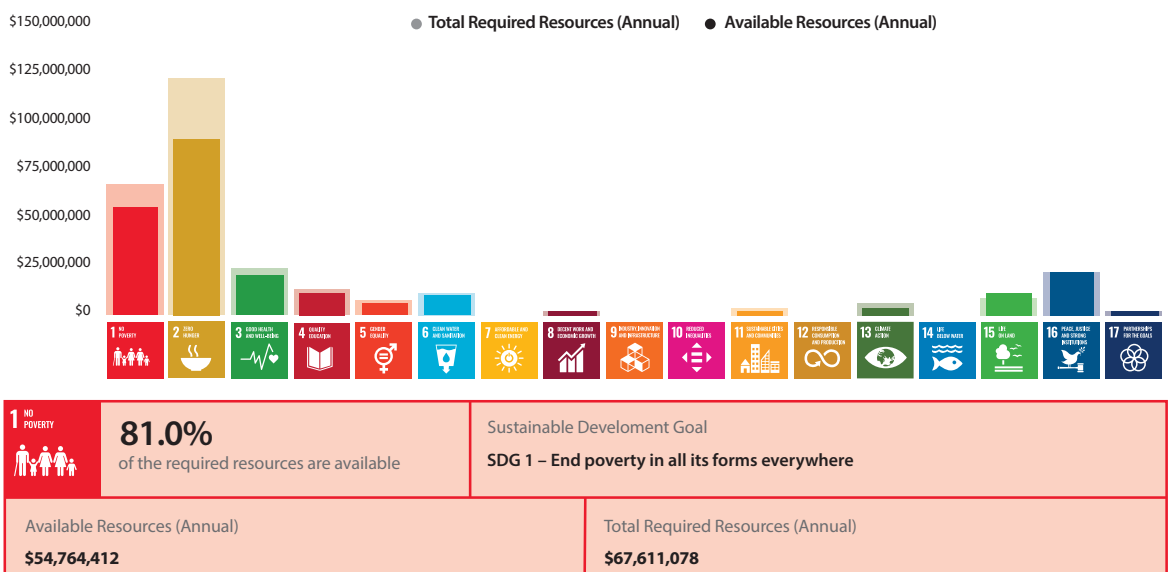 $150,000,000
Total Required Resources (Annual)
Available Resources (Annual)
$125,000,000
$100,000,000
$75,000,000
$50,000,000
$25,000,000
$0
1 NO
POVERTY
2 ZERO
HUNGER
3 GOOD HEALTH
AND WELL-BEING
4 QUALITY
EDUCATION
5 GENDER
EQUALITY
6 CLEAN WATER
AND SANITATION
7 AFFORDABLE AND
CLEAN ENERGY
8 DECENT WORK AND
ECONOMIC GROWTH
9 INDUSTRY, INNOVATION
AND INFRASTRUCTURE
10 REDUCED
INEQUALITIES
11 SUSTAINABLE CITIES
AND COMMUNITIES
12 RESPONSIBLE
CONSUMPTION
AND PRODUCTION
13 CLIMATE
ACTION
14 LIFE
BELOW WATER
15 LIFE
ON LAND
16 PEACE, JUSTICE
AND STRONG
INSTITUTIONS
17 PARTNERSHIPS
FOR THE GOALS
1 NO
POVERTY
81.0%
of the required resources are available
Sustainable Develoment Goal
SDG 1 – End poverty in all its forms everywhere
Available Resources (Annual)
$54,764,412
Total Required Resources (Annual)
$67,611,078